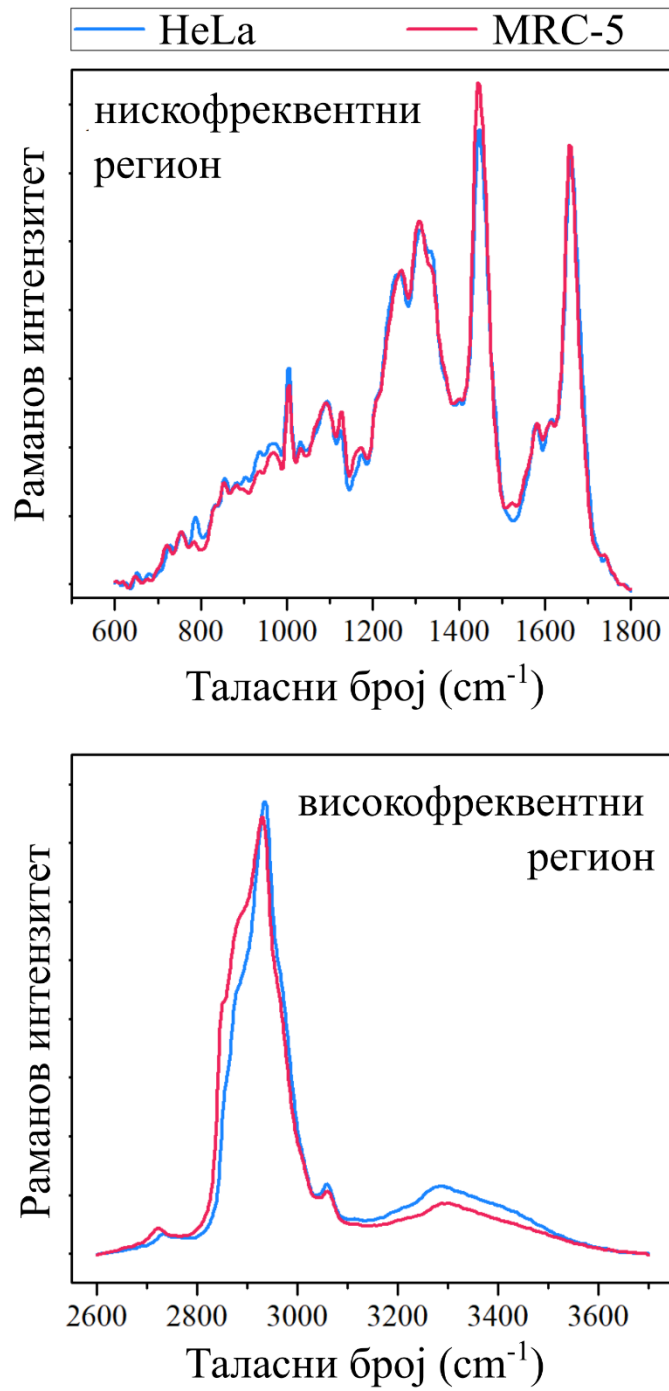 HeLa MRC-5
нискофреквентни
регион
Раманов интензитет
600 800 1000 1200 1400 1600 1800
Таласни број (cm⁻¹)
високофреквентни
регион
Раманов интензитет
2600 2800 3000 3200 3400 3600
Таласни број (cm⁻¹)